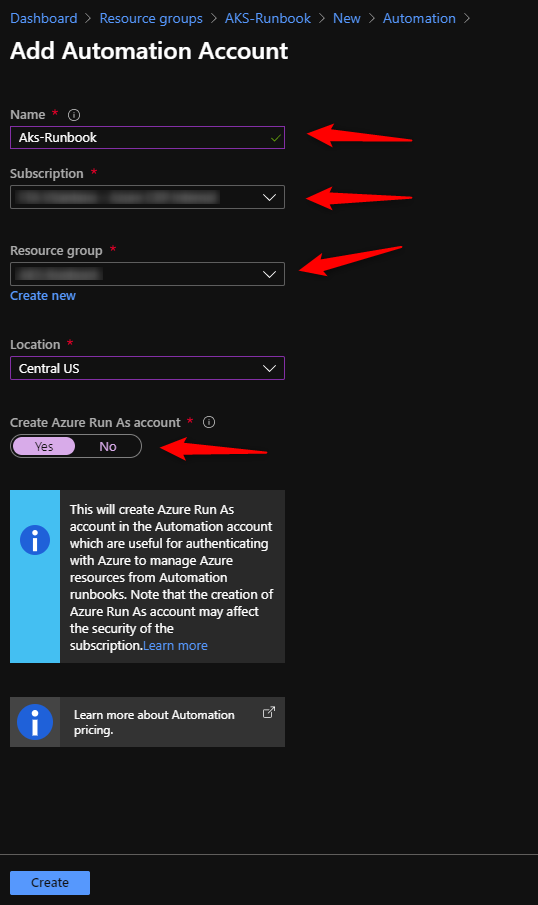 Dashboard > Resource groups > AKS-Runbook > New > Automation >
Add Automation Account
Name *
Aks-Runbook
Subscription *
Resource group *
Create new
Location *
Central US
Create Azure Run As account *
Yes No
This will create Azure Run As
account in the Automation account
which are useful for authenticating
with Azure to manage Azure
resources from Automation
runbooks. Note that the creation of
Azure Run As account may affect
the security of the
subscription.Learn more
Learn more about Automation
pricing.
Create